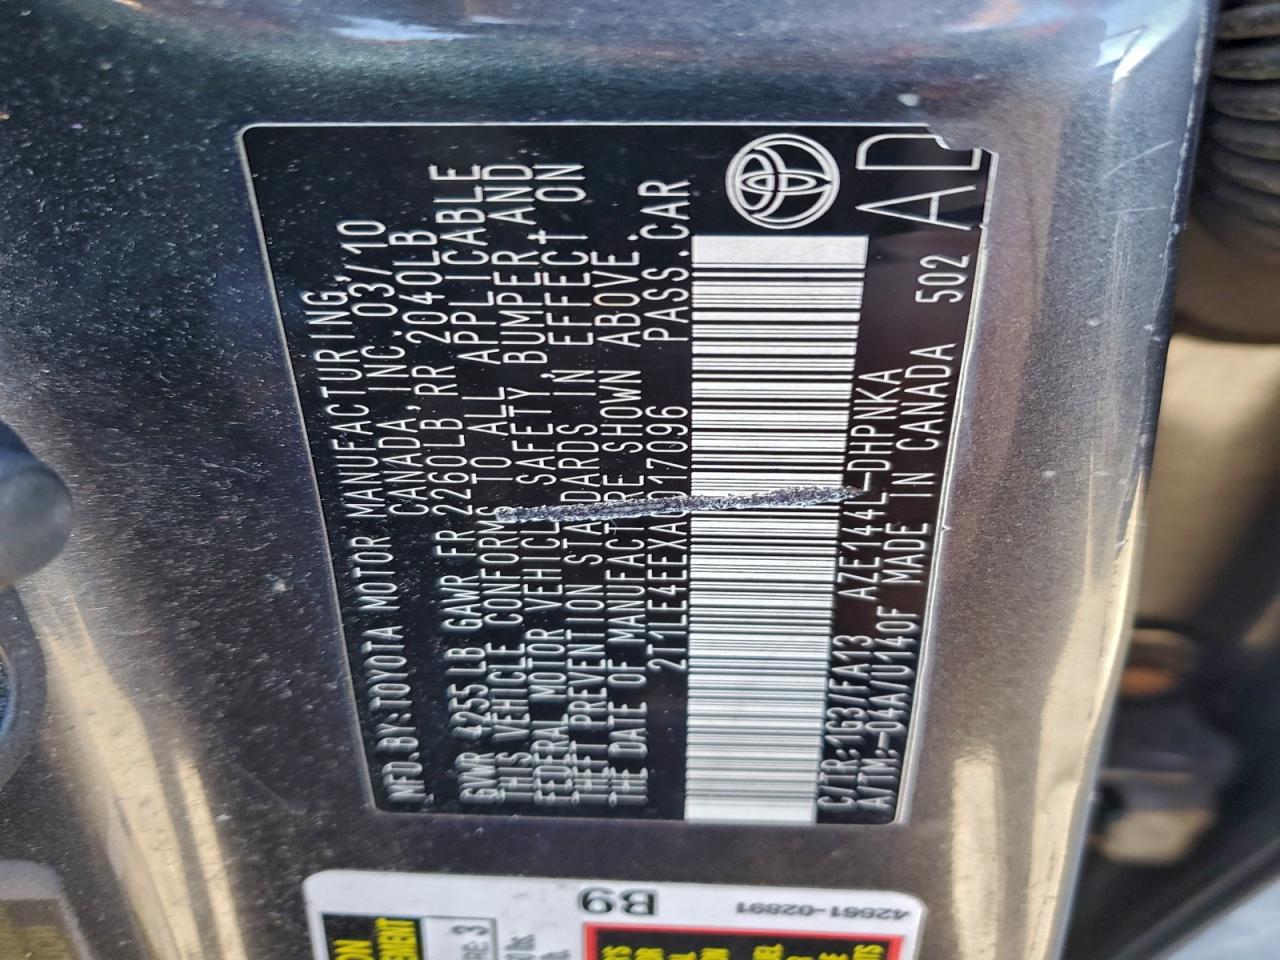 MFD.BY:TOYOTA MOTOR MANUFACTURING,
CANADA, INC. 03/10
GVWR 4255LB GAWR FR 2260LB RR 2040LB
THIS VEHICLE CONFORMS TO ALL APPLICABLE
FEDERAL MOTOR VEHICLE SAFETY, BUMPER, AND
THEFT PREVENTION STANDARDS IN EFFECT ON
THE DATE OF MANUFACTURE SHOWN ABOVE.
PASS.CAR
C/TR:1G3/FA13 AZE144L-DHPNKA
A/TM:-04A/U140F MADE IN CANADA 502
AD
B9
42661-02891